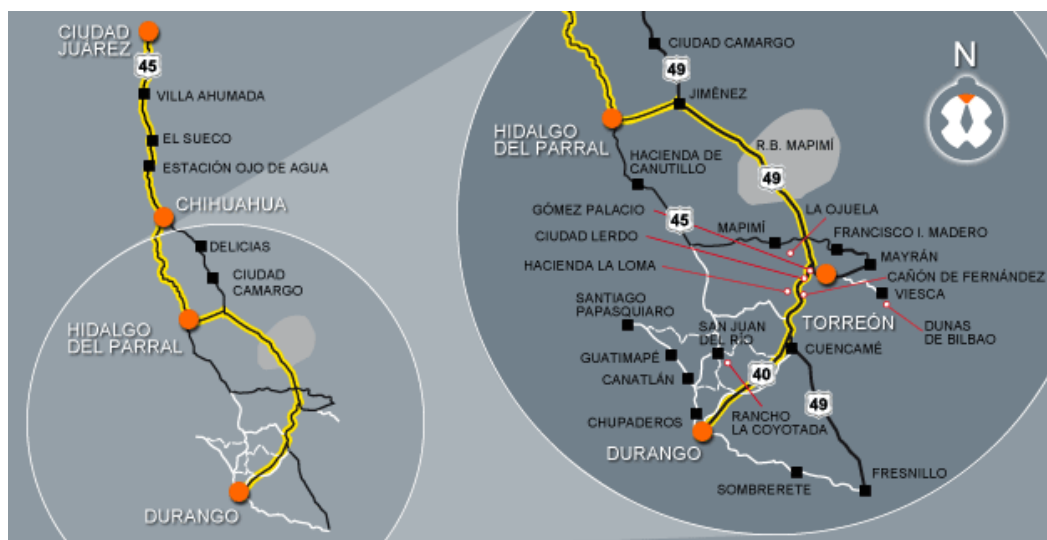 CIUDAD
JUAREZ
45
VILLA AHUMADA
EL SUECO
ESTACIÓN OJO DE AGUA
CHIHUAHUA
DELICIAS
CIUDAD
CAMARGO
HIDALGO
DEL PARRAL
DURANGO
CIUDAD CAMARGO
49
JIMÉNEZ
N
HIDALGO
DEL PARRAL
R.B. MAPIMÍ
HACIENDA DE
CANUTILLO
49
GÓMEZ PALACIO
45
LA OJUELA
MAPIMÍ
FRANCISCO I. MADERO
CIUDAD LERDO
MAYRÁN
HACIENDA LA LOMA
CAÑÓN DE FERNÁNDEZ
VIESCA
SANTIAGO
PAPASQUIARO
TORREÓN
DUNAS
DE BILBAO
SAN JUAN
DEL RÍO
CUENCAMÉ
GUATIMAPÉ
40
CANATLÁN
49
CHUPADEROS
RANCHO
LA COYOTADA
DURANGO
FRESNILLO
SOMBRERETE